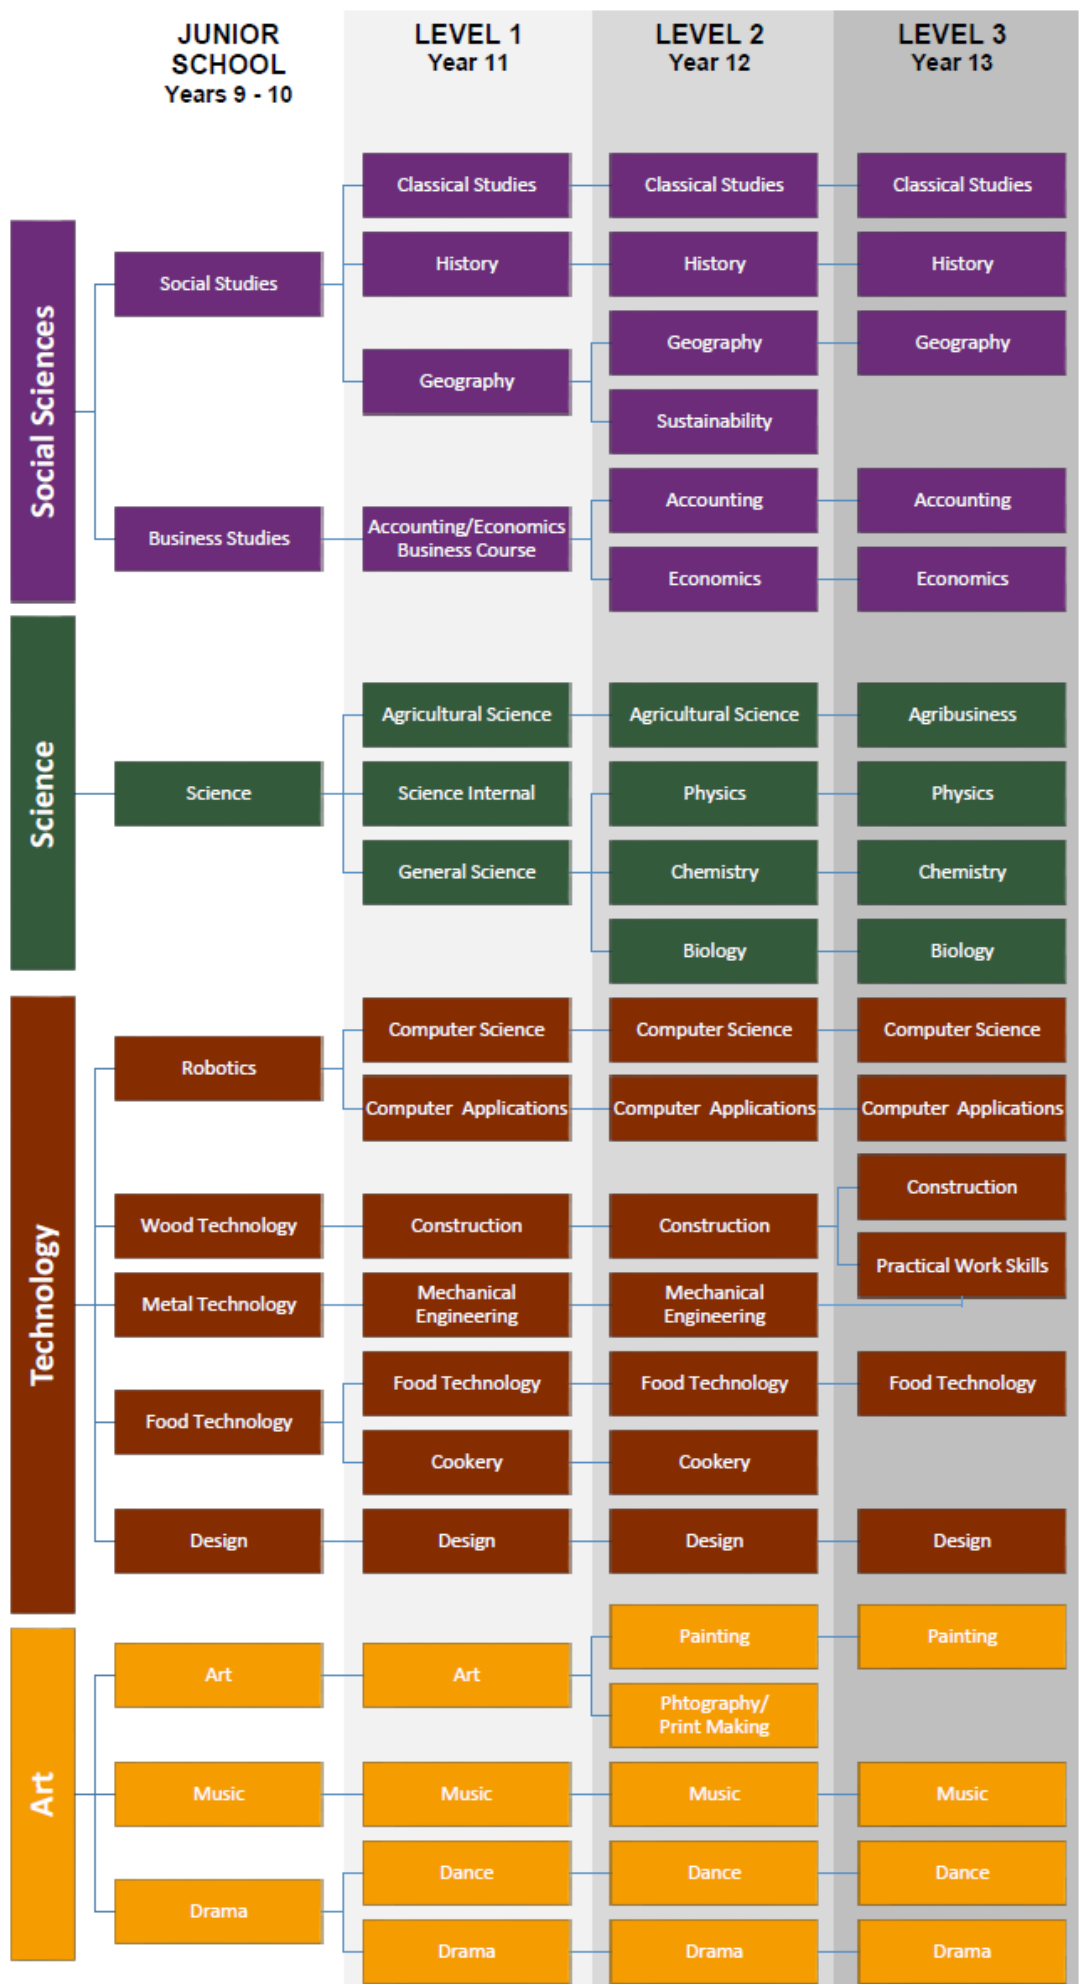 JUNIOR
SCHOOL
Years 9 - 10
LEVEL 1
Year 11
LEVEL 2
Year 12
LEVEL 3
Year 13
Social Sciences
Social Studies
Classical Studies
Classical Studies
Classical Studies
History
History
History
Geography
Geography
Geography
Sustainability
Business Studies
Accounting/Economics
Business Course
Accounting
Accounting
Economics
Economics
Science
Science
Agricultural Science
Agricultural Science
Agribusiness
Science Internal
Physics
Physics
General Science
Chemistry
Chemistry
Biology
Biology
Technology
Robotics
Computer Science
Computer Science
Computer Science
Computer  Applications
Computer  Applications
Computer  Applications
Wood Technology
Construction
Construction
Construction
Practical Work Skills
Metal Technology
Mechanical
Engineering
Mechanical
Engineering
Food Technology
Food Technology
Food Technology
Food Technology
Cookery
Cookery
Design
Design
Design
Design
Art
Art
Art
Painting
Painting
Phtography/
Print Making
Music
Music
Music
Music
Drama
Dance
Dance
Dance
Drama
Drama
Drama